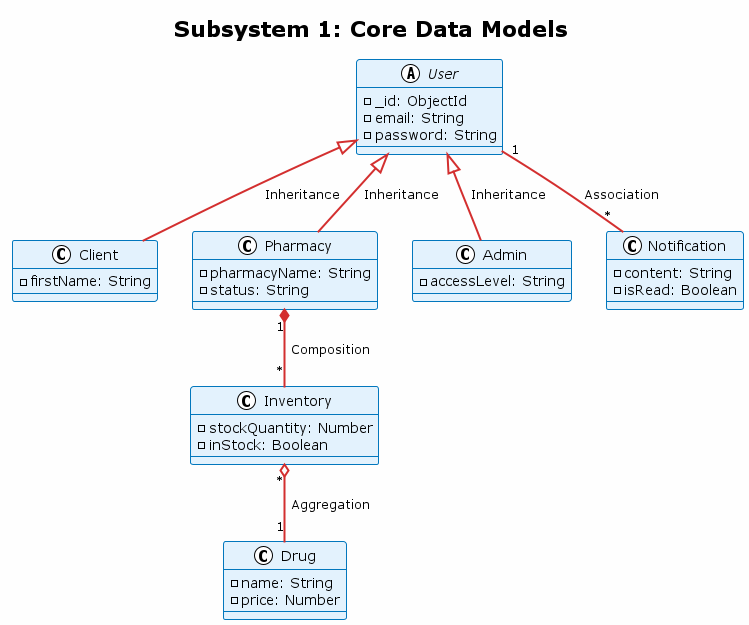 Subsystem 1: Core Data Models
A User
_id: ObjectId
email: String
password: String
1
Inheritance
Inheritance
Inheritance
Association
*
C Client
firstName: String
C Pharmacy
pharmacyName: String
status: String
C Admin
accessLevel: String
C Notification
content: String
isRead: Boolean
1
Composition
*
C Inventory
stockQuantity: Number
inStock: Boolean
*
Aggregation
1
C Drug
name: String
price: Number